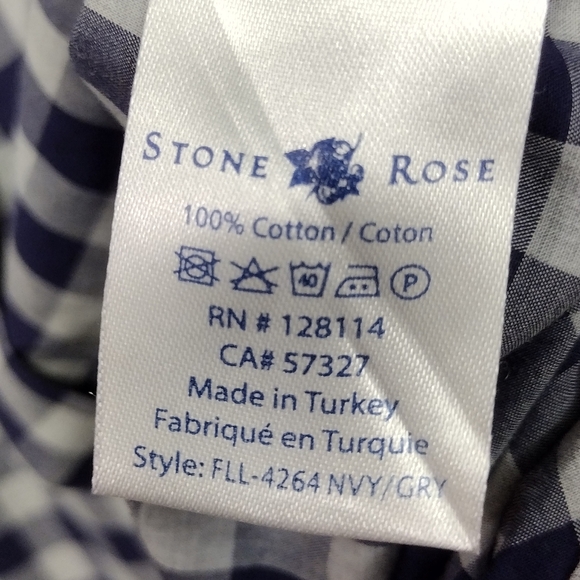 STONE ROSE
100% Cotton / Coton
40 P
RN # 128114
CA# 57327
Made in Turkey
Fabriqué en Turquie
Style: FLL-4264 NVY/GRY